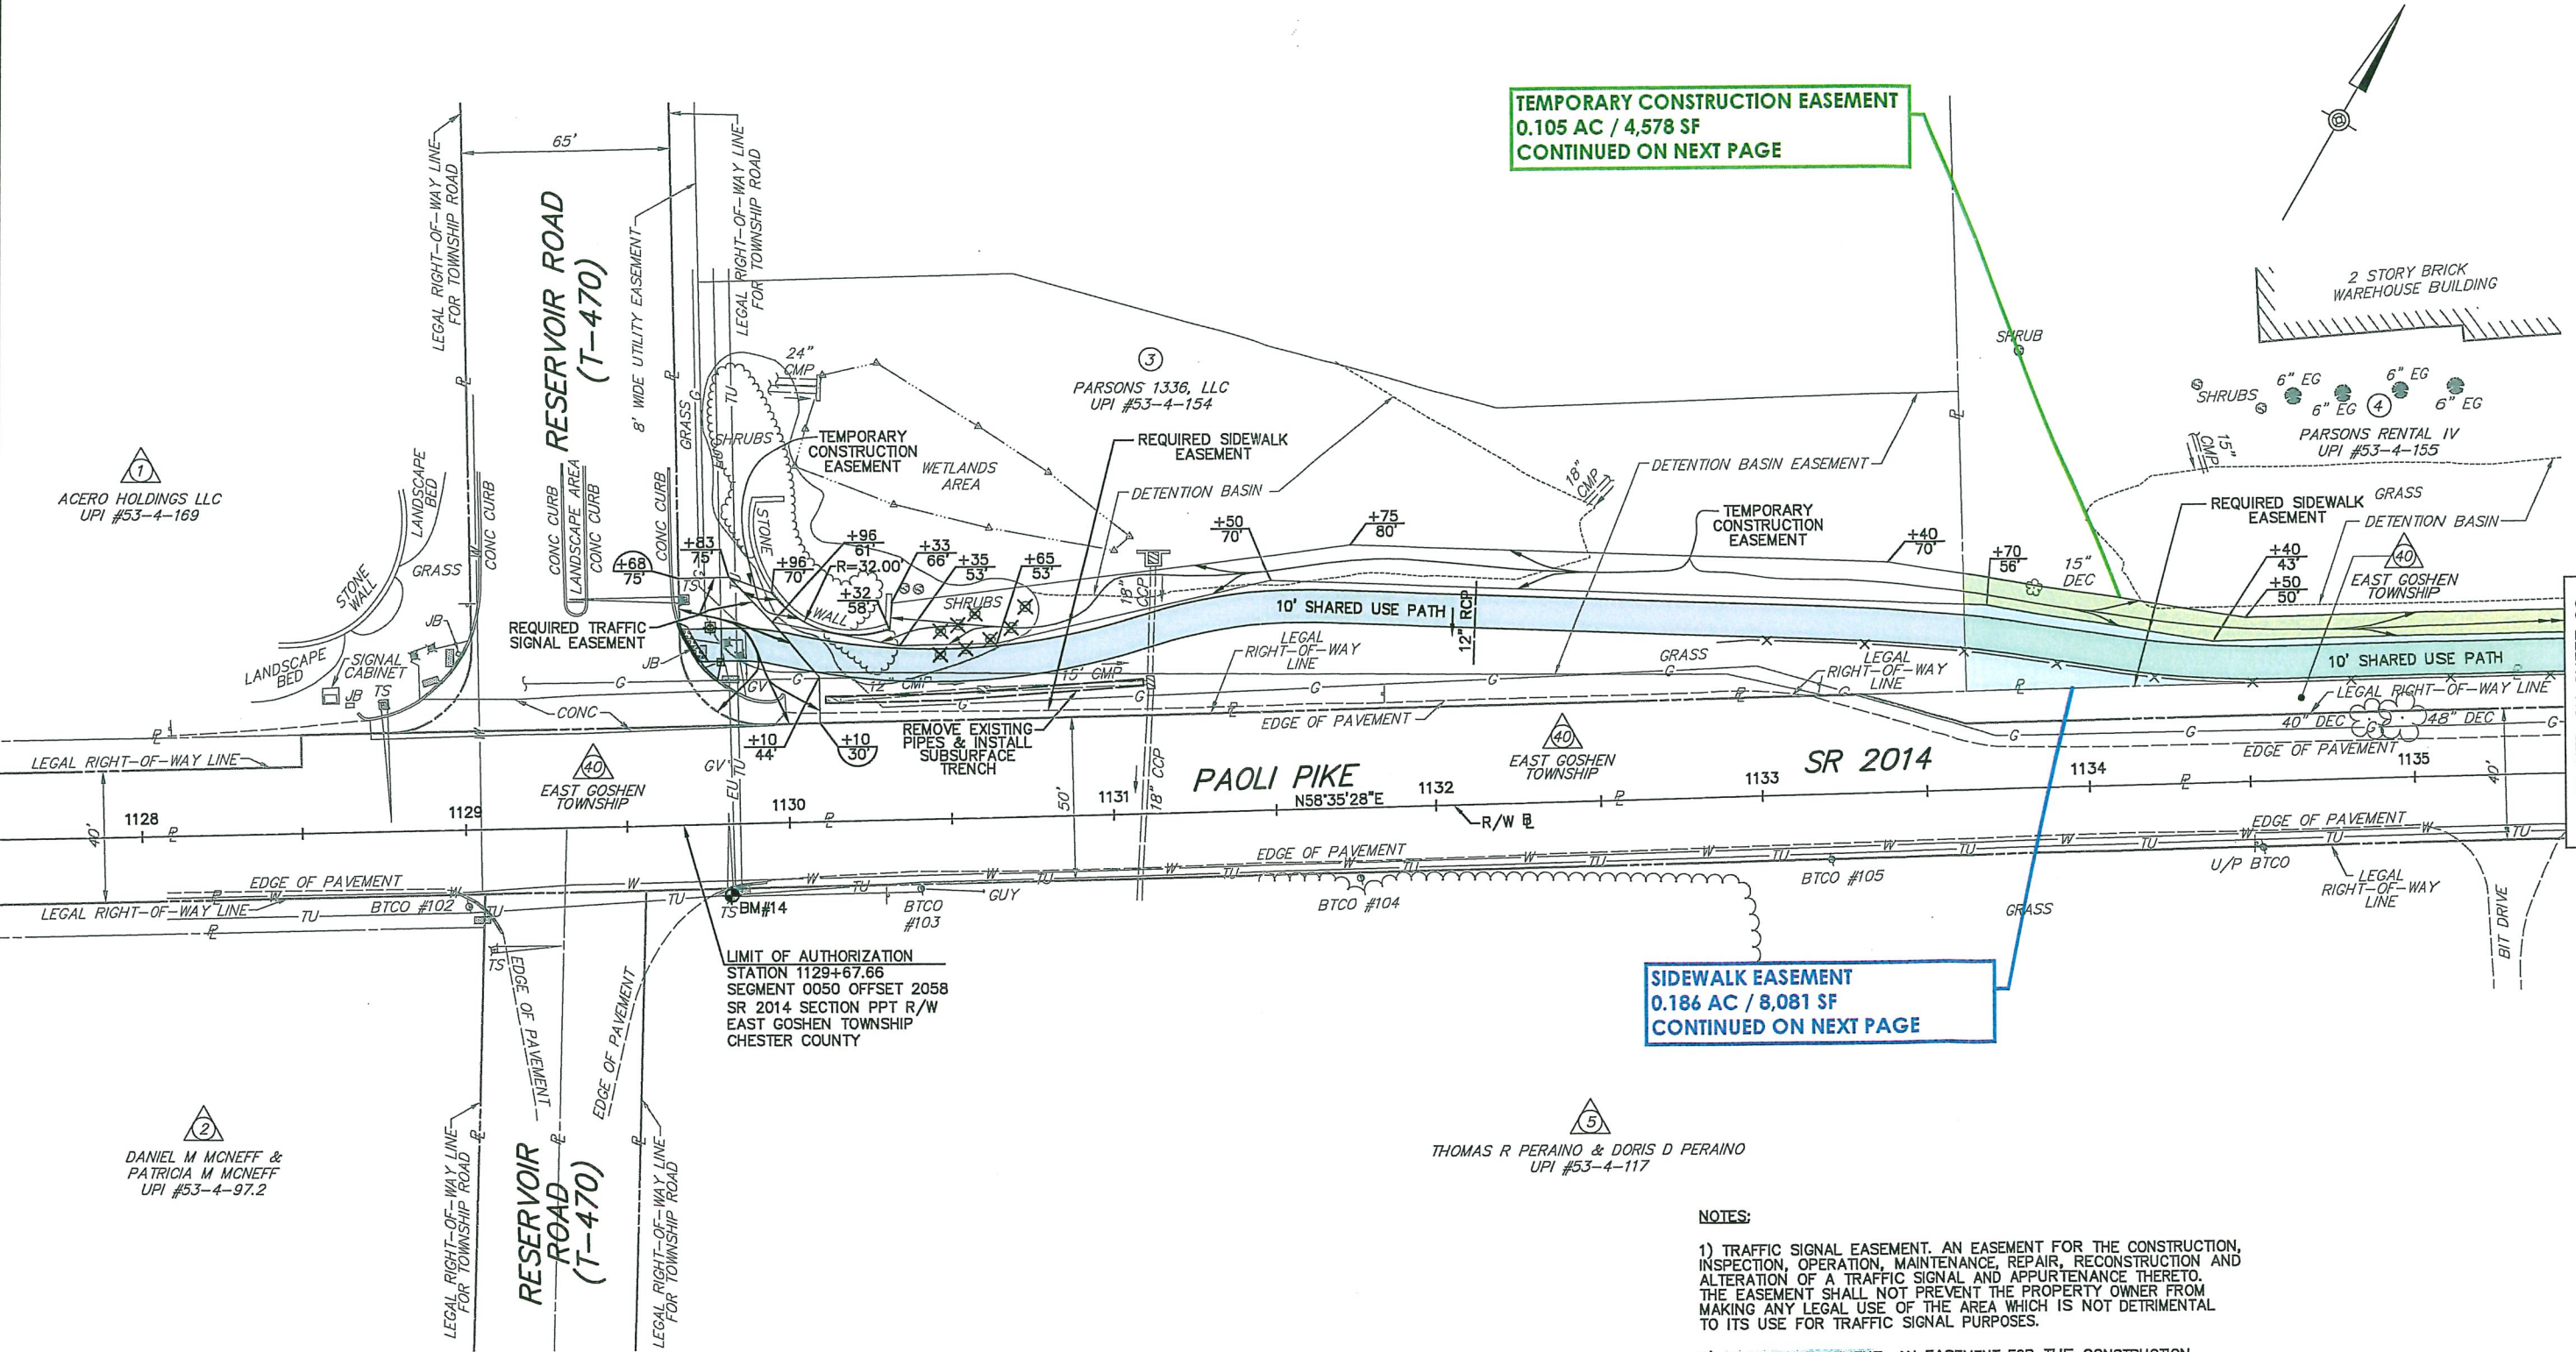 TEMPORARY CONSTRUCTION EASEMENT
0.105 AC / 4,578 SF
CONTINUED ON NEXT PAGE
LEGAL RIGHT-OF-WAY LINE
FOR TOWNSHIP ROAD
65'
RESERVOIR ROAD
(T-470)
8' WIDE UTILITY EASEMENT
LEGAL RIGHT-OF-WAY LINE
FOR TOWNSHIP ROAD
2 STORY BRICK
WAREHOUSE BUILDING
SHRUB
SHRUBS
6" EG
6" EG
6" EG
6" EG
4
PARSONS RENTAL IV
UPI #53-4-155
15"
CMP
3
PARSONS 1336, LLC
UPI #53-4-154
24"
CMP
GRASS
G
TU
SHRUBS
TEMPORARY
CONSTRUCTION
EASEMENT
WETLANDS
AREA
REQUIRED SIDEWALK
EASEMENT
DETENTION BASIN
18"
CMP
DETENTION BASIN EASEMENT
TEMPORARY
CONSTRUCTION
EASEMENT
REQUIRED SIDEWALK
EASEMENT
GRASS
DETENTION BASIN
40
EAST GOSHEN
TOWNSHIP
1
ACERO HOLDINGS LLC
UPI #53-4-169
LANDSCAPE
BED
CONC CURB
CONC CURB
LANDSCAPE AREA
CONC CURB
CONC CURB
STONE
WALL
GRASS
LANDSCAPE
BED
SIGNAL
CABINET
JB
JB
TS
STONE
WALL
+68
75'
+83
75'
TS
+96
70'
+96
61'
R=32.00'
+32
58'
+33
66'
+35
53'
+65
53'
SHRUBS
+50
70'
+75
80'
+40
70'
+70
56'
15"
DEC
+40
43'
+50
50'
REQUIRED TRAFFIC
SIGNAL EASEMENT
JB
18"
CCP
10' SHARED USE PATH
12" RCP
10' SHARED USE PATH
LEGAL
RIGHT-OF-WAY
LINE
GRASS
LEGAL
RIGHT-OF-WAY
LINE
LEGAL RIGHT-OF-WAY LINE
40" DEC
48" DEC
EDGE OF PAVEMENT
CONC
GV
12" CMP
15' CMP
EDGE OF PAVEMENT
REMOVE EXISTING
PIPES & INSTALL
SUBSURFACE
TRENCH
+10
44'
+10
30'
GV
LEGAL RIGHT-OF-WAY LINE
40
EAST GOSHEN
TOWNSHIP
40
EAST GOSHEN
TOWNSHIP
PAOLI PIKE
SR 2014
N58°35'28"E
R/W
40'
50'
18" CCP
40'
1128
1129
1130
1131
1132
1133
1134
1135
EDGE OF PAVEMENT
LEGAL RIGHT-OF-WAY LINE
TU
BTCO #102
TS
TS
BM#14
BTCO
#103
GUY
EDGE OF PAVEMENT
BTCO #104
BTCO #105
EDGE OF PAVEMENT
U/P BTCO
LEGAL
RIGHT-OF-WAY
LINE
GRASS
BIT DRIVE
LIMIT OF AUTHORIZATION
STATION 1129+67.66
SEGMENT 0050 OFFSET 2058
SR 2014 SECTION PPT R/W
EAST GOSHEN TOWNSHIP
CHESTER COUNTY
SIDEWALK EASEMENT
0.186 AC / 8,081 SF
CONTINUED ON NEXT PAGE
EDGE OF PAVEMENT
EDGE OF PAVEMENT
2
DANIEL M MCNEFF &
PATRICIA M MCNEFF
UPI #53-4-97.2
LEGAL RIGHT-OF-WAY LINE
FOR TOWNSHIP ROAD
RESERVOIR
ROAD
(T-470)
LEGAL RIGHT-OF-WAY LINE
FOR TOWNSHIP ROAD
5
THOMAS R PERAINO & DORIS D PERAINO
UPI #53-4-117
NOTES:
1) TRAFFIC SIGNAL EASEMENT. AN EASEMENT FOR THE CONSTRUCTION,
INSPECTION, OPERATION, MAINTENANCE, REPAIR, RECONSTRUCTION AND
ALTERATION OF A TRAFFIC SIGNAL AND APPURTENANCE THERETO.
THE EASEMENT SHALL NOT PREVENT THE PROPERTY OWNER FROM
MAKING ANY LEGAL USE OF THE AREA WHICH IS NOT DETRIMENTAL
TO ITS USE FOR TRAFFIC SIGNAL PURPOSES.